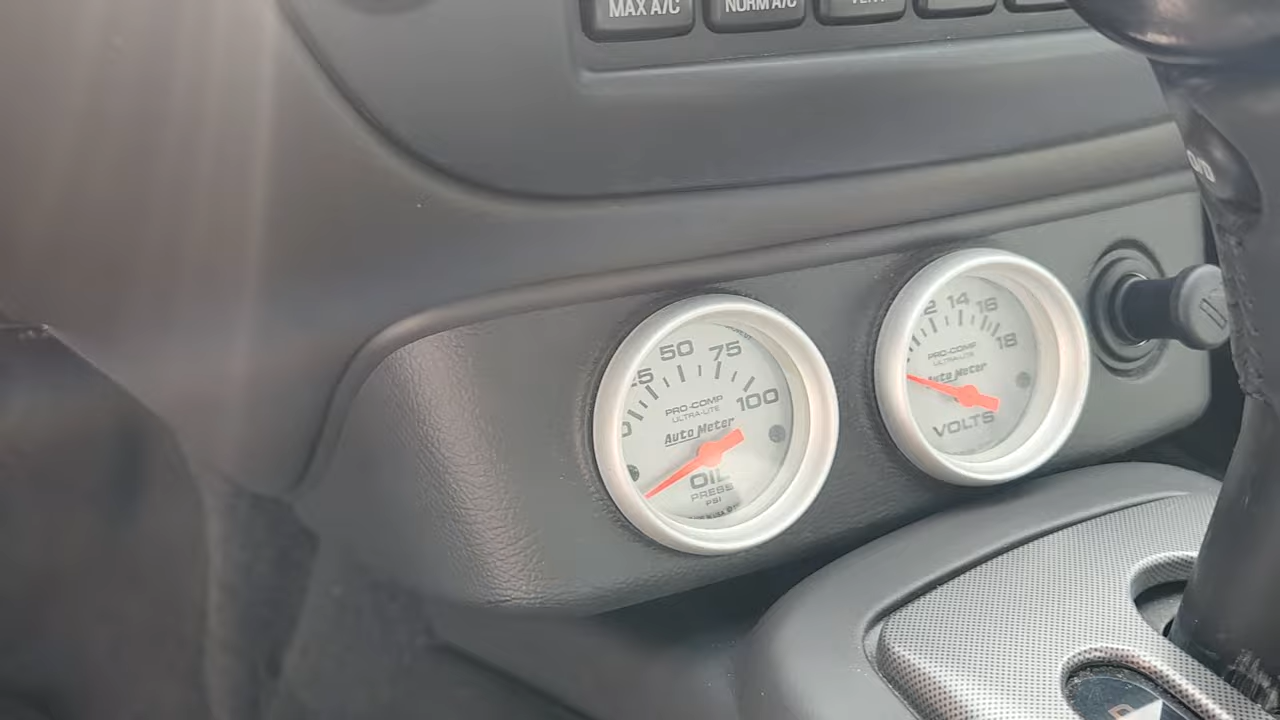 MAX A/C
NORM A/C
O/D
50
75
100
PRO-COMP
ULTRA-LITE
Auto Meter
OIL
PRESS
PSI
14
16
18
PRO-COMP
ULTRA-LITE
Auto Meter
VOLTS